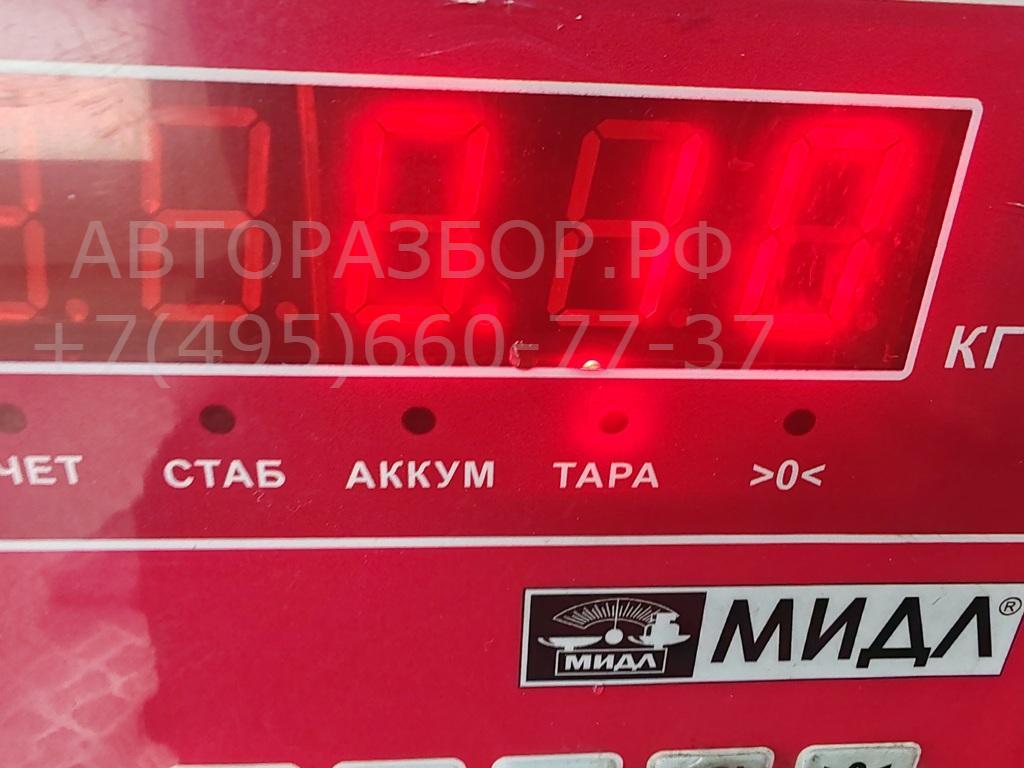 АВТОРАЗБОР.РФ
+7(495)660-77-37
КГ
ЧЕТ СТАБ АККУМ ТАРА >0<
МИДЛ МИДЛ®